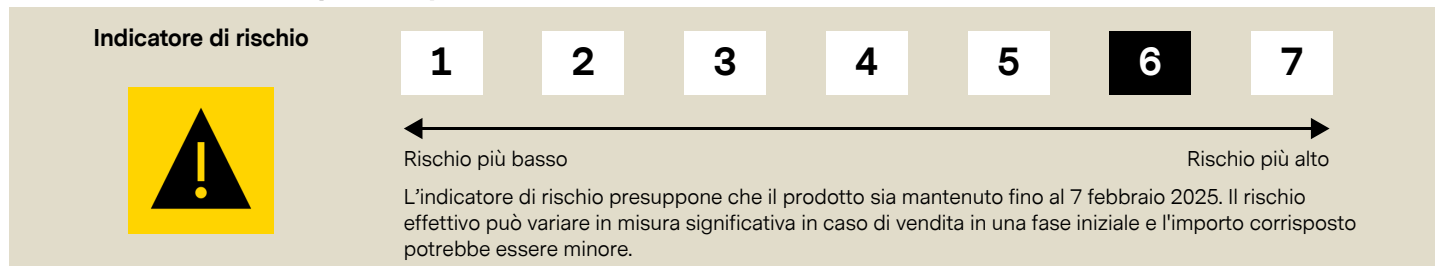 Indicatore di rischio
1 2 3 4 5 6 7
Rischio più basso Rischio più alto
L'indicatore di rischio presuppone che il prodotto sia mantenuto fino al 7 febbraio 2025. Il rischio
effettivo può variare in misura significativa in caso di vendita in una fase iniziale e l'importo corrisposto
potrebbe essere minore.